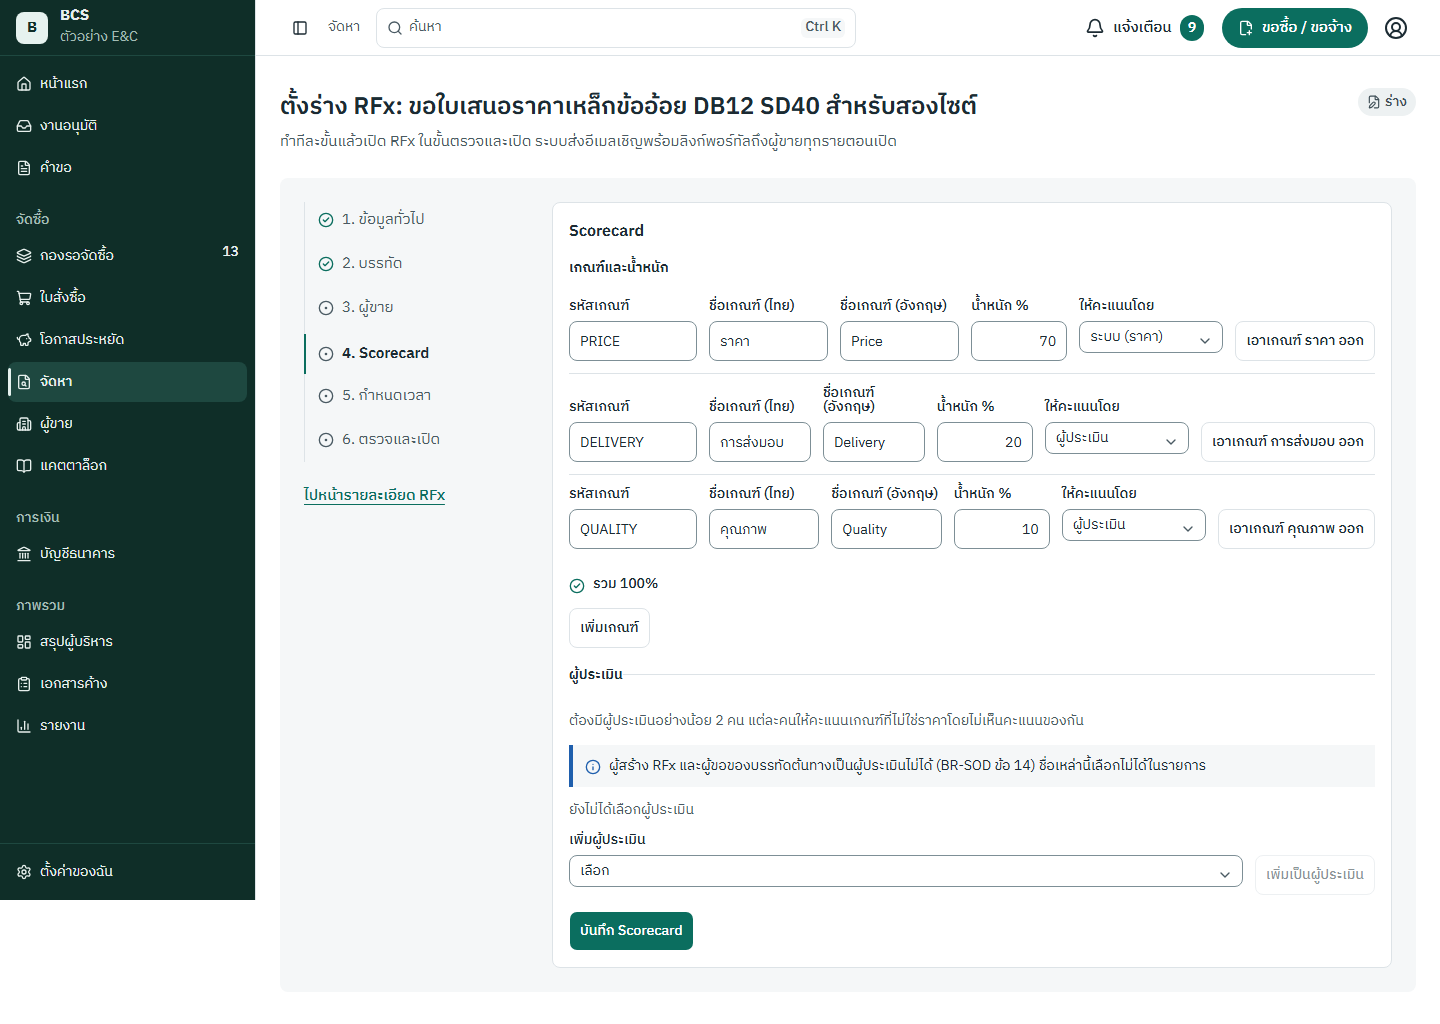 B
BCS
ตัวอย่าง E&C
หน้าแรก
งานอนุมัติ
คำขอ
จัดซื้อ
กองรอจัดซื้อ 13
ใบสั่งซื้อ
โอกาสประหยัด
จัดหา
ผู้ขาย
แคตตาล็อก
การเงิน
บัญชีธนาคาร
ภาพรวม
สรุปผู้บริหาร
เอกสารค้าง
รายงาน
ตั้งค่าของฉัน
จัดหา
ค้นหา Ctrl K
แจ้งเตือน 9
ขอซื้อ / ขอจ้าง
ตั้งร่าง RFx: ขอใบเสนอราคาเหล็กข้ออ้อย DB12 SD40 สำหรับสองไซต์
ร่าง
ทำทีละขั้นแล้วเปิด RFx ในขั้นตรวจและเปิด ระบบส่งอีเมลเชิญพร้อมลิงก์พอร์ทัลถึงผู้ขายทุกรายตอนเปิด
1. ข้อมูลทั่วไป
2. บรรทัด
3. ผู้ขาย
4. Scorecard
5. กำหนดเวลา
6. ตรวจและเปิด
ไปหน้ารายละเอียด RFx
Scorecard
เกณฑ์และน้ำหนัก
รหัสเกณฑ์ ชื่อเกณฑ์ (ไทย) ชื่อเกณฑ์ (อังกฤษ) น้ำหนัก % ให้คะแนนโดย
PRICE ราคา Price 70 ระบบ (ราคา) เอาเกณฑ์ ราคา ออก
รหัสเกณฑ์ ชื่อเกณฑ์ (ไทย) ชื่อเกณฑ์ (อังกฤษ) น้ำหนัก % ให้คะแนนโดย
DELIVERY การส่งมอบ Delivery 20 ผู้ประเมิน เอาเกณฑ์ การส่งมอบ ออก
รหัสเกณฑ์ ชื่อเกณฑ์ (ไทย) ชื่อเกณฑ์ (อังกฤษ) น้ำหนัก % ให้คะแนนโดย
QUALITY คุณภาพ Quality 10 ผู้ประเมิน เอาเกณฑ์ คุณภาพ ออก
รวม 100%
เพิ่มเกณฑ์
ผู้ประเมิน
ต้องมีผู้ประเมินอย่างน้อย 2 คน แต่ละคนให้คะแนนเกณฑ์ที่ไม่ใช่ราคาโดยไม่เห็นคะแนนของกัน
ผู้สร้าง RFx และผู้ขอของบรรทัดต้นทางเป็นผู้ประเมินไม่ได้ (BR-SOD ข้อ 14) ชื่อเหล่านี้เลือกไม่ได้ในรายการ
ยังไม่ได้เลือกผู้ประเมิน
เพิ่มผู้ประเมิน
เลือก เพิ่มเป็นผู้ประเมิน
บันทึก Scorecard